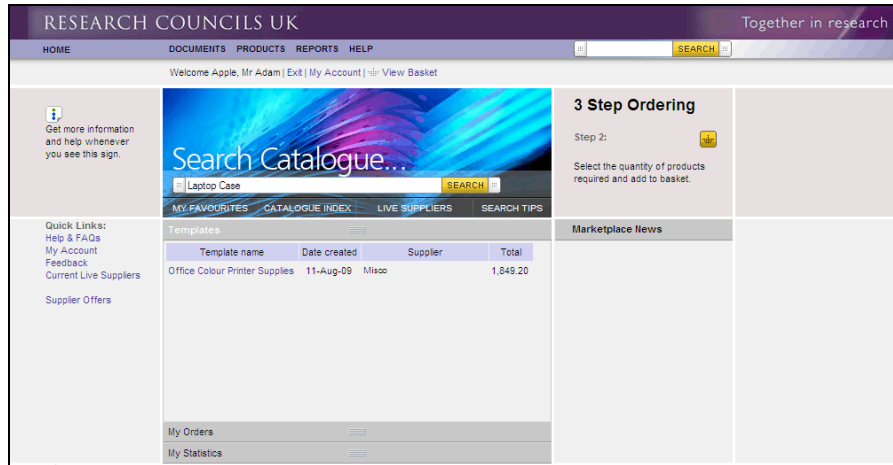 RESEARCH COUNCILS UK
Together in research
HOME DOCUMENTS PRODUCTS REPORTS HELP SEARCH
Welcome Apple, Mr Adam | Exit | My Account | View Basket
Get more information
and help whenever
you see this sign.
Search Catalogue...
Laptop Case SEARCH
MY FAVOURITES CATALOGUE INDEX LIVE SUPPLIERS SEARCH TIPS
3 Step Ordering
Step 2:
Select the quantity of products
required and add to basket.
Quick Links:
Help & FAQs
My Account
Feedback
Current Live Suppliers
Supplier Offers
Templates
Template name Date created Supplier Total
Office Colour Printer Supplies 11-Aug-09 Misco 1,849.20
My Orders
My Statistics
Marketplace News